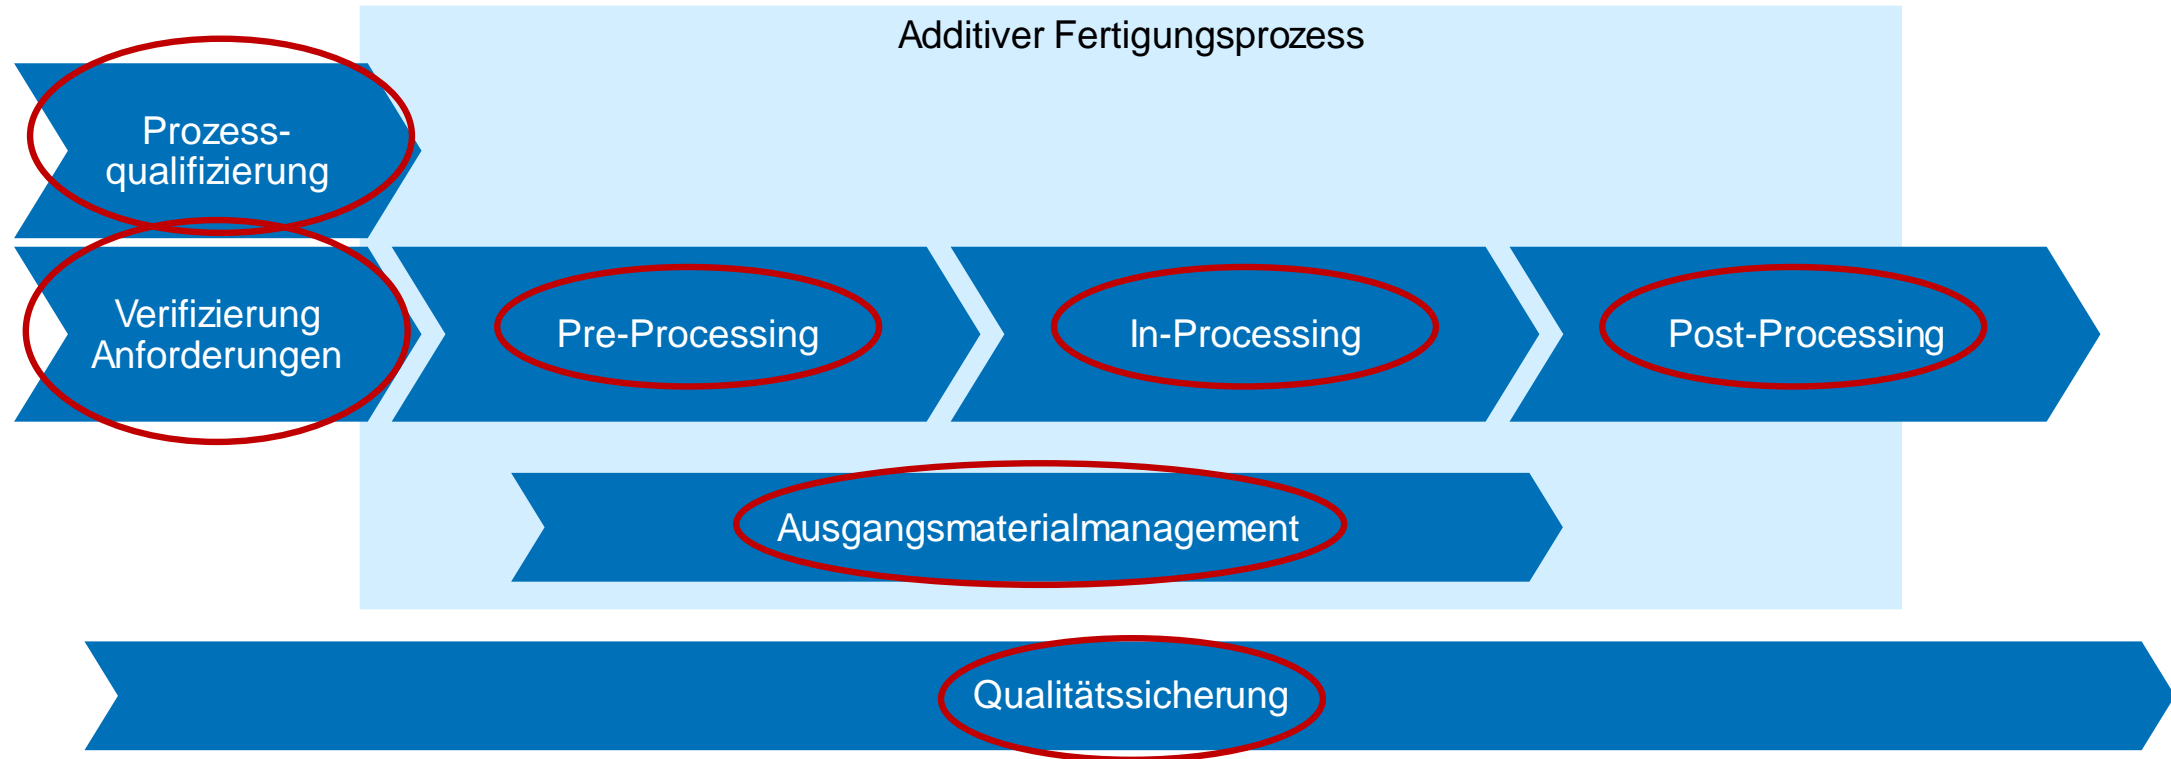 Additiver Fertigungsprozess
Prozess-
qualifizierung
Verifizierung
Anforderungen
Pre-Processing
In-Processing
Post-Processing
Ausgangsmaterialmanagement
Qualitätssicherung